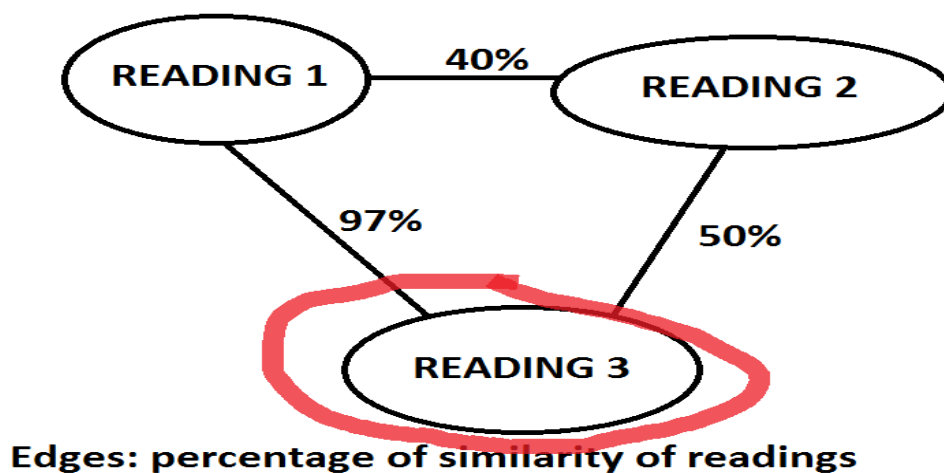 READING 1
40%
READING 2
97%
50%
READING 3
Edges: percentage of similarity of readings